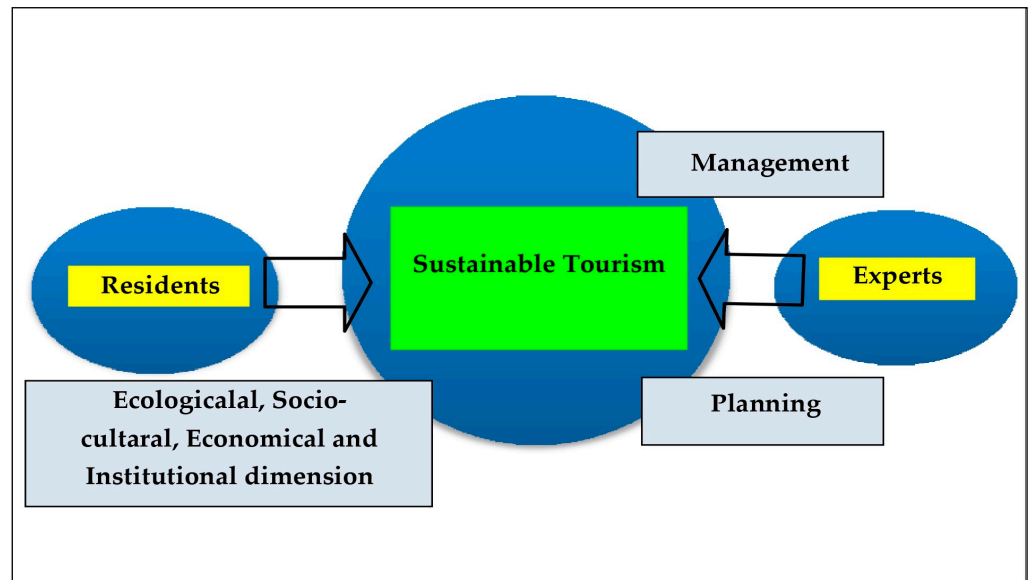 Management
Sustainable Tourism
Residents
Experts
Ecologicalal, Socio-
cultaral, Economical and
Institutional dimension
Planning